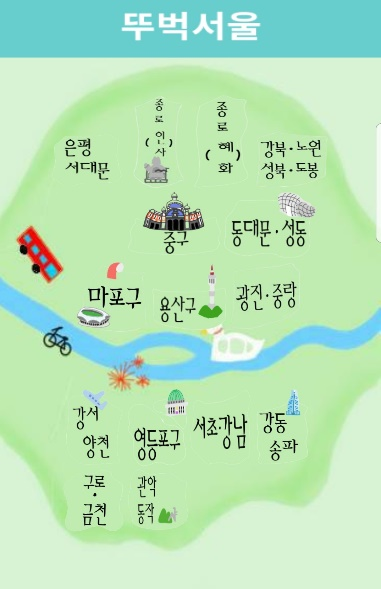 뚜벅서울
은평
서대문
종로(인사)
종로(혜화)
강북·노원
성북·도봉
중구
동대문·성동
마포구
용산구
광진·중랑
강서
양천
영등포구
서초강남
강동
송파
구로
·
금천
관악
동작